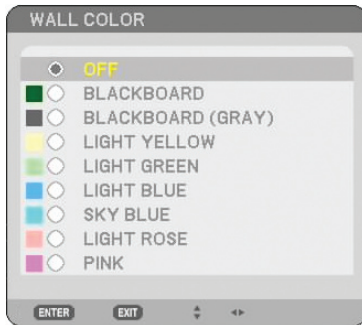 WALL COLOR
OFF
BLACKBOARD
BLACKBOARD (GRAY)
LIGHT YELLOW
LIGHT GREEN
LIGHT BLUE
SKY BLUE
LIGHT ROSE
PINK
ENTER EXIT